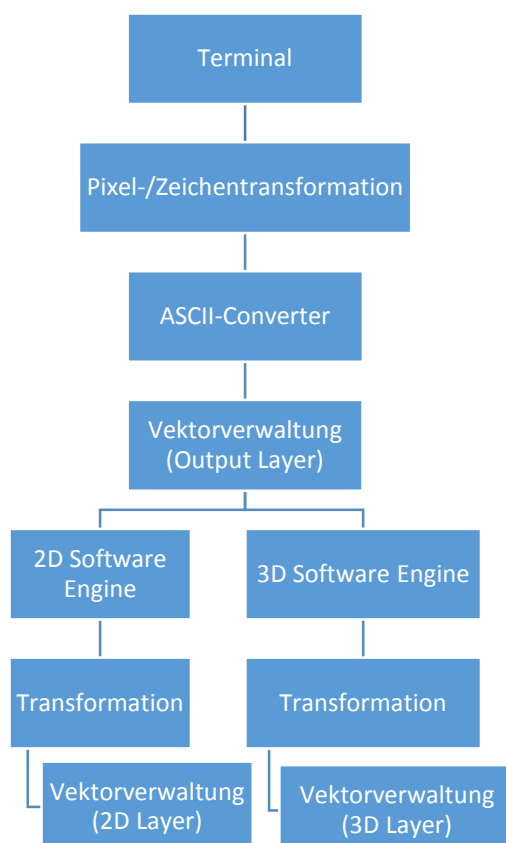 Terminal
Pixel-/Zeichentransformation
ASCII-Converter
Vektorverwaltung
(Output Layer)
2D Software
Engine
3D Software Engine
Transformation
Transformation
Vektorverwaltung
(2D Layer)
Vektorverwaltung
(3D Layer)